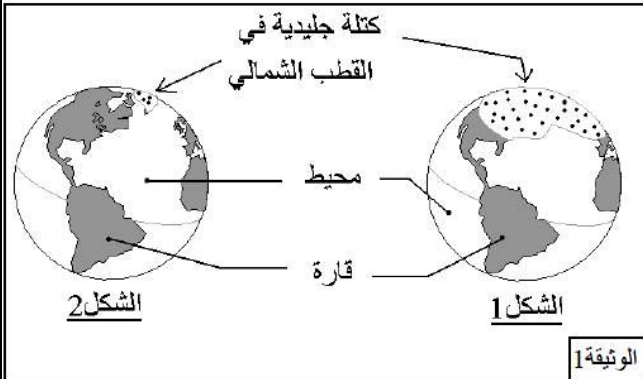 كتلة جليدية في
القطب الشمالي
محيط
قارة
الشكل1
الشكل2
الوثيقة1